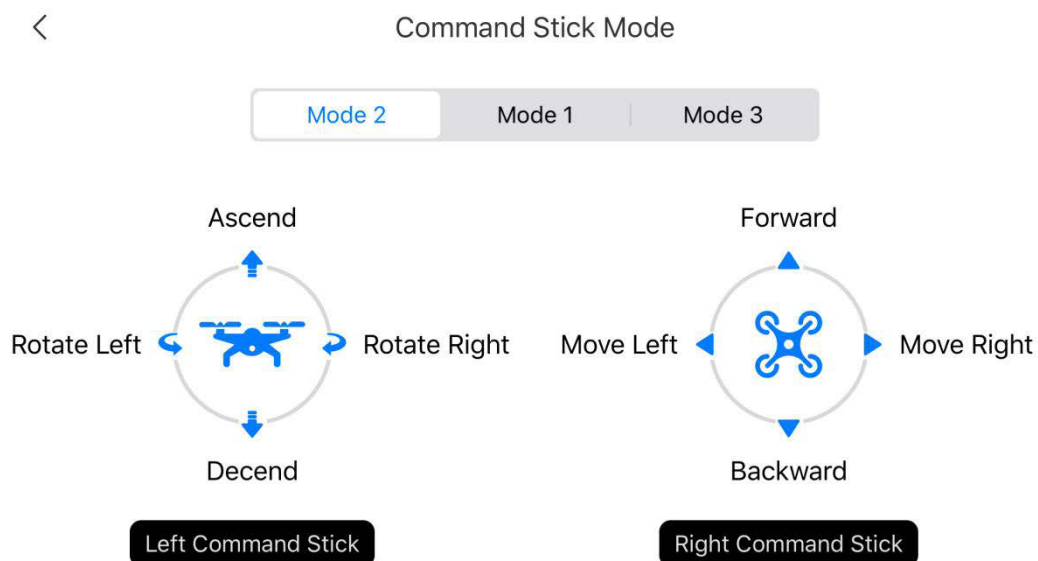 Command Stick Mode
Mode 2 Mode 1 Mode 3
Ascend Forward
Rotate Left Rotate Right Move Left Move Right
Decend Backward
Left Command Stick Right Command Stick